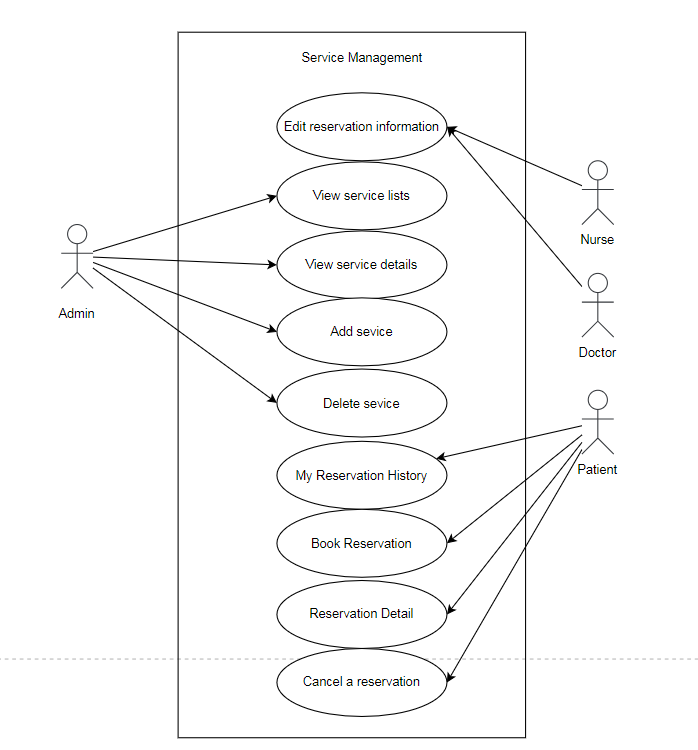 Service Management
Edit reservation information
View service lists
View service details
Add sevice
Delete sevice
My Reservation History
Book Reservation
Reservation Detail
Cancel a reservation
Admin
Nurse
Doctor
Patient